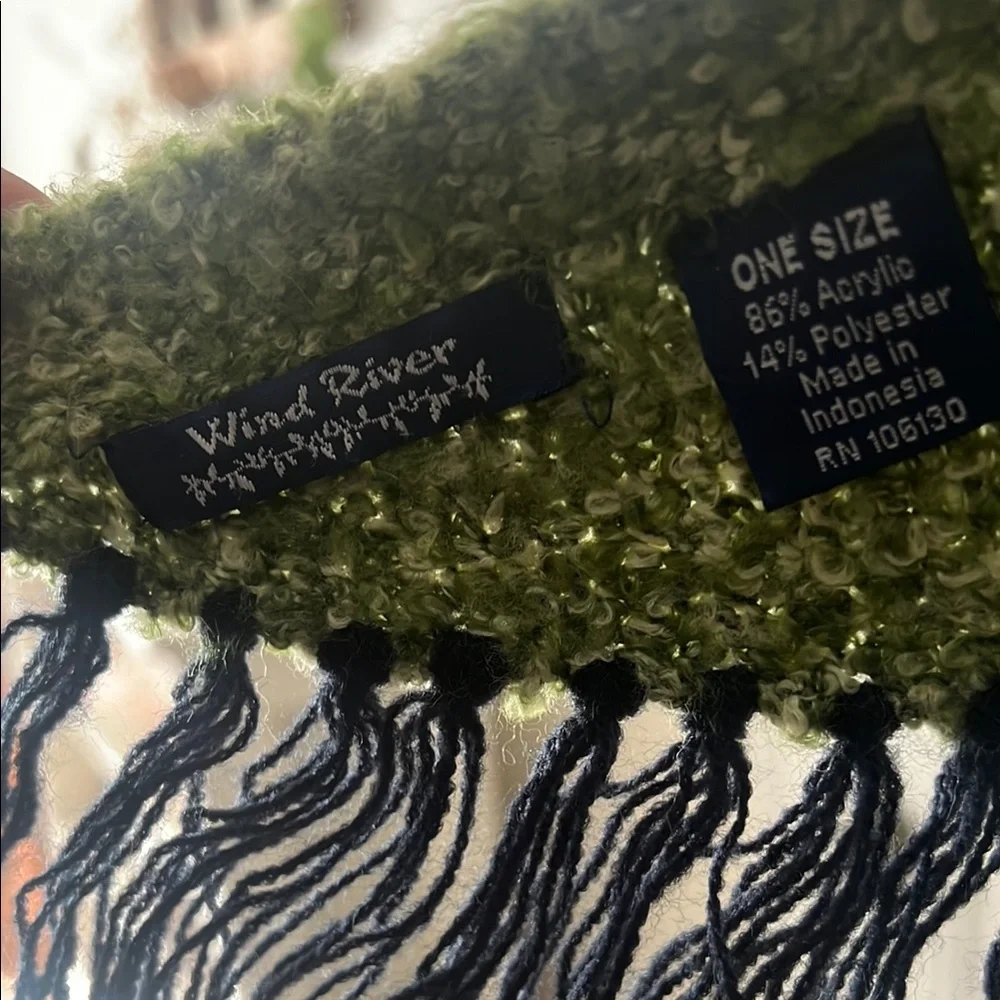 Wind River
ONE SIZE
86% Acrylic
14% Polyester
Made in
Indonesia
RN 106130